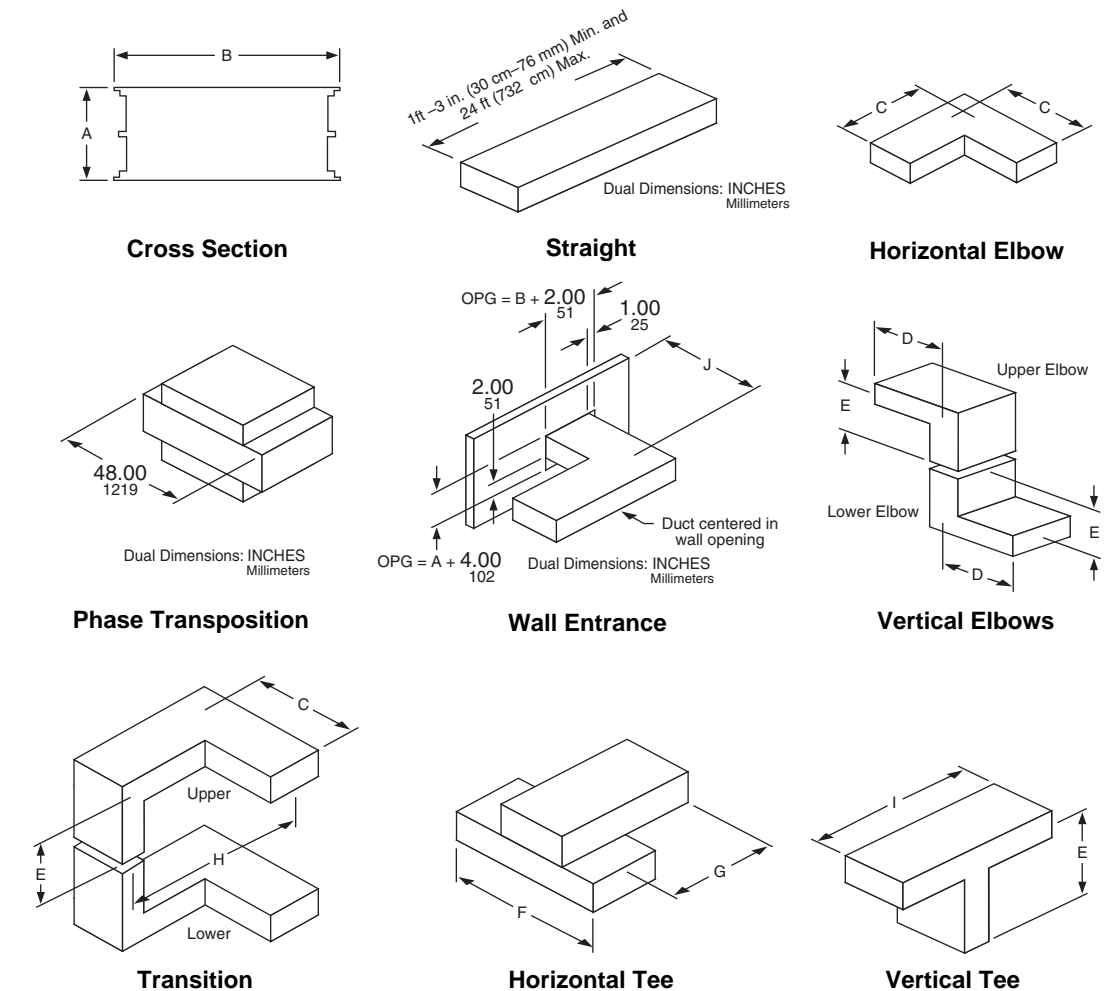 B
A
Cross Section
1ft –3 in. (30 cm–76 mm) Min. and
24 ft (732 cm) Max.
Dual Dimensions: INCHES
Millimeters
Straight
C
C
Horizontal Elbow
48.00
1219
Dual Dimensions: INCHES
Millimeters
Phase Transposition
OPG = B + 2.00
51
1.00
25
J
2.00
51
Duct centered in
wall opening
OPG = A + 4.00
102
Dual Dimensions: INCHES
Millimeters
Wall Entrance
D
Upper Elbow
E
Lower Elbow
E
D
Vertical Elbows
C
Upper
H
E
Lower
Transition
G
F
Horizontal Tee
I
E
Vertical Tee